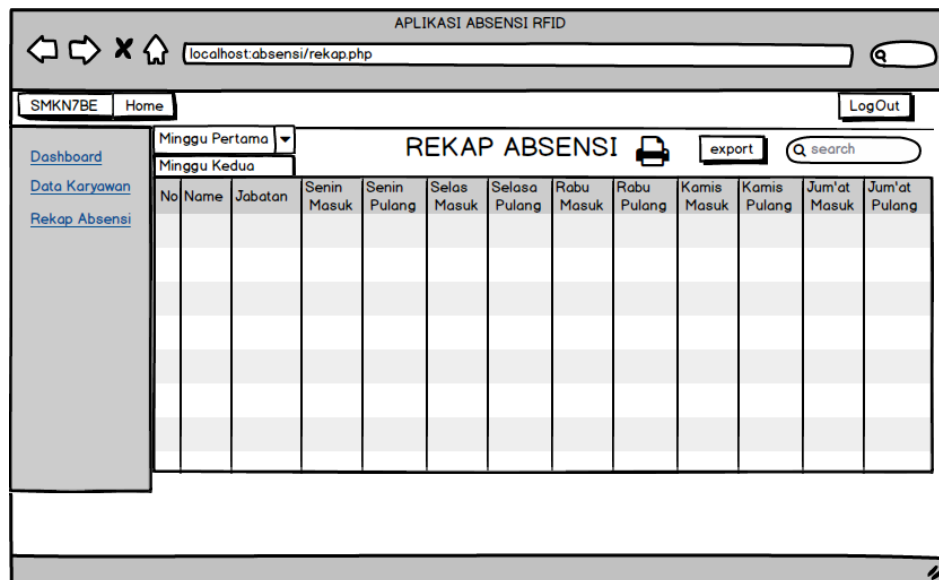 APLIKASI ABSENSI RFID
localhost:absensi/rekap.php
SMKN7BE Home LogOut
Minggu Pertama REKAP ABSENSI export search
Minggu Kedua
Dashboard
Data Karyawan
Rekap Absensi
No Name Jabatan Senin Masuk Senin Pulang Selas Masuk Selasa Pulang Rabu Masuk Rabu Pulang Kamis Masuk Kamis Pulang Jum'at Masuk Jum'at Pulang